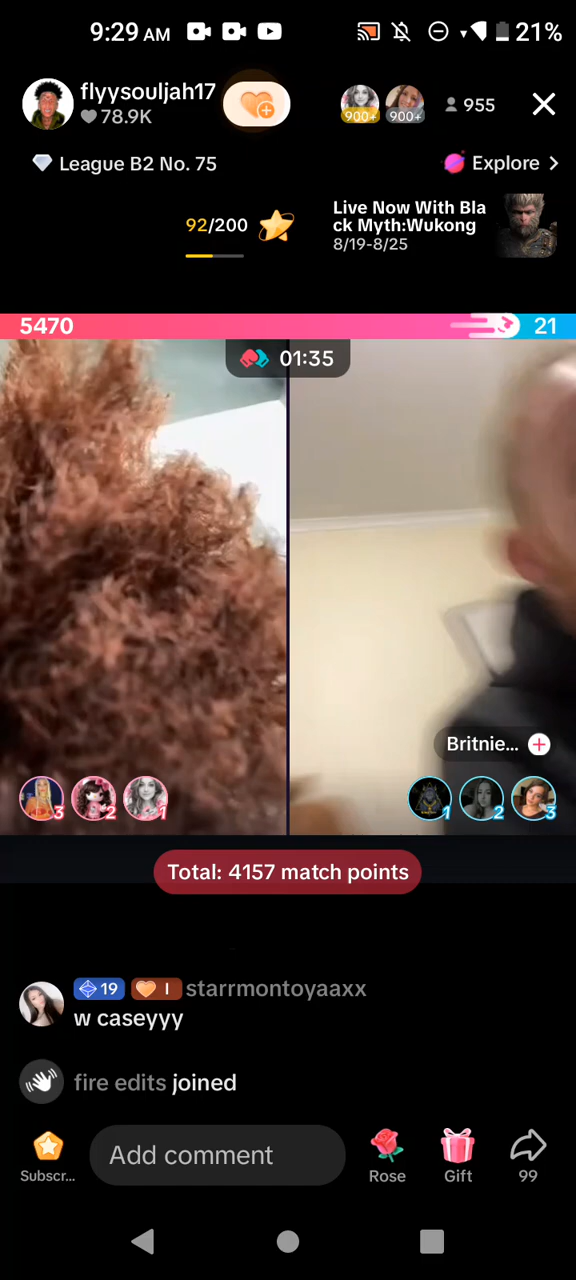 9:29 AM
21%
flyysouljah17
78.9K
900+
900+
955
League B2 No. 75
Explore >
92/200
Live Now With Bla
ck Myth:Wukong
8/19-8/25
5470
21
01:35
Britnie...
3
2
1
1
2
3
Total: 4157 match points
19
I
starrmontoyaaxx
w caseyyy
fire edits joined
Subscr...
Add comment
Rose
Gift
99